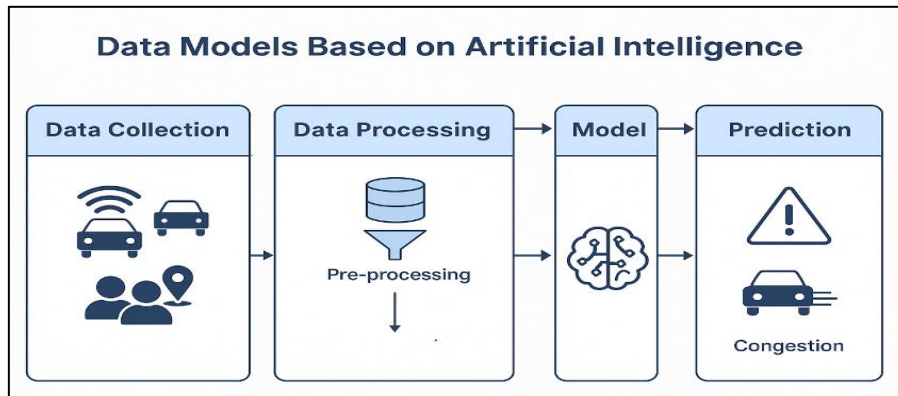 Data Models Based on Artificial Intelligence
Data Collection
Data Processing
Pre-processing
Model
Prediction
Congestion